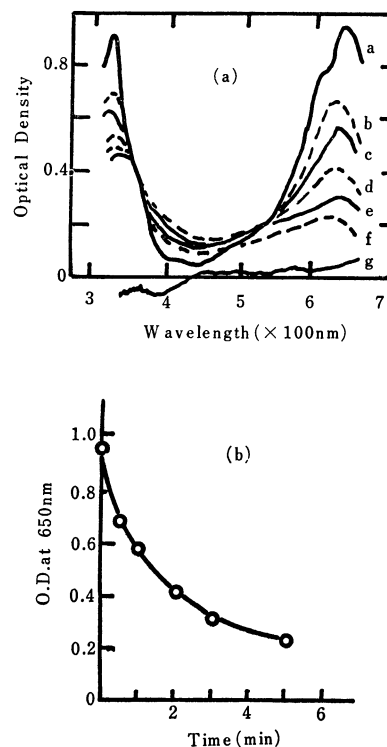 (a)
Optical Density
0.8
0.4
0
a
b
c
d
e
f
g
3 4 5 6 7
Wavelength(×100nm)
(b)
O.D.at 650nm
1.0
0.8
0.6
0.4
0.2
0
2 4 6
Time(min)